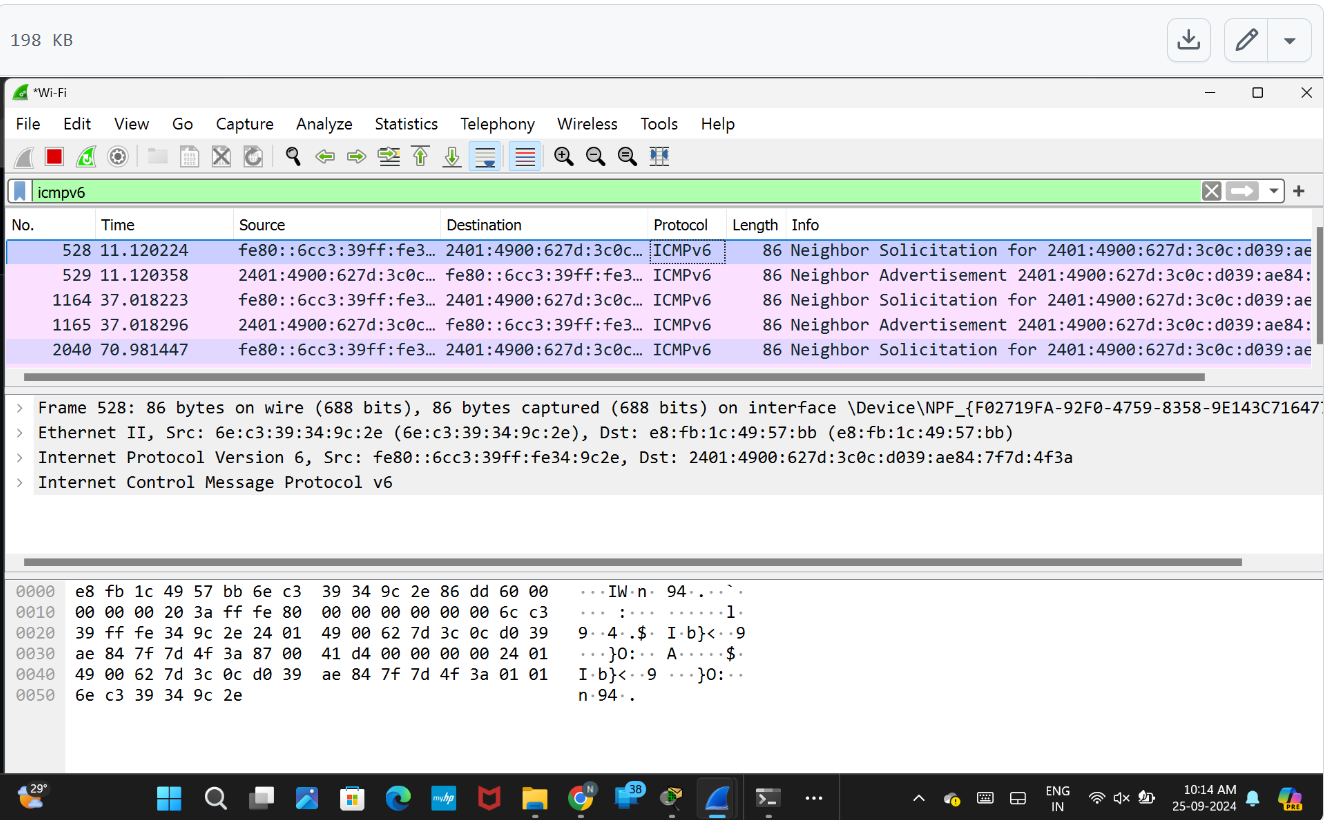 198 KB
*Wi-Fi
File Edit View Go Capture Analyze Statistics Telephony Wireless Tools Help
icmpv6
No. Time Source Destination Protocol Length Info
528 11.120224 fe80::6cc3:39ff:fe3… 2401:4900:627d:3c0c… ICMPv6 86 Neighbor Solicitation for 2401:4900:627d:3c0c:d039:ae
529 11.120358 2401:4900:627d:3c0c… fe80::6cc3:39ff:fe3… ICMPv6 86 Neighbor Advertisement 2401:4900:627d:3c0c:d039:ae84:
1164 37.018223 fe80::6cc3:39ff:fe3… 2401:4900:627d:3c0c… ICMPv6 86 Neighbor Solicitation for 2401:4900:627d:3c0c:d039:ae
1165 37.018296 2401:4900:627d:3c0c… fe80::6cc3:39ff:fe3… ICMPv6 86 Neighbor Advertisement 2401:4900:627d:3c0c:d039:ae84:
2040 70.981447 fe80::6cc3:39ff:fe3… 2401:4900:627d:3c0c… ICMPv6 86 Neighbor Solicitation for 2401:4900:627d:3c0c:d039:ae
Frame 528: 86 bytes on wire (688 bits), 86 bytes captured (688 bits) on interface \Device\NPF_{F02719FA-92F0-4759-8358-9E143C71647
Ethernet II, Src: 6e:c3:39:34:9c:2e (6e:c3:39:34:9c:2e), Dst: e8:fb:1c:49:57:bb (e8:fb:1c:49:57:bb)
Internet Protocol Version 6, Src: fe80::6cc3:39ff:fe34:9c2e, Dst: 2401:4900:627d:3c0c:d039:ae84:7f7d:4f3a
Internet Control Message Protocol v6
0000 e8 fb 1c 49 57 bb 6e c3 39 34 9c 2e 86 dd 60 00 ···IW·n· 94·.··`·
0010 00 00 00 20 3a ff fe 80 00 00 00 00 00 00 6c c3 ··· :··· ······l·
0020 39 ff fe 34 9c 2e 24 01 49 00 62 7d 3c 0c d0 39 9··4·.$· I·b}<··9
0030 ae 84 7f 7d 4f 3a 87 00 41 d4 00 00 00 00 24 01 ···}O:·· A·····$·
0040 49 00 62 7d 3c 0c d0 39 ae 84 7f 7d 4f 3a 01 01 I·b}<··9 ···}O:··
0050 6e c3 39 34 9c 2e n·94·.
29°
myhp
N
38
PRE
ENG
IN
10:14 AM
25-09-2024